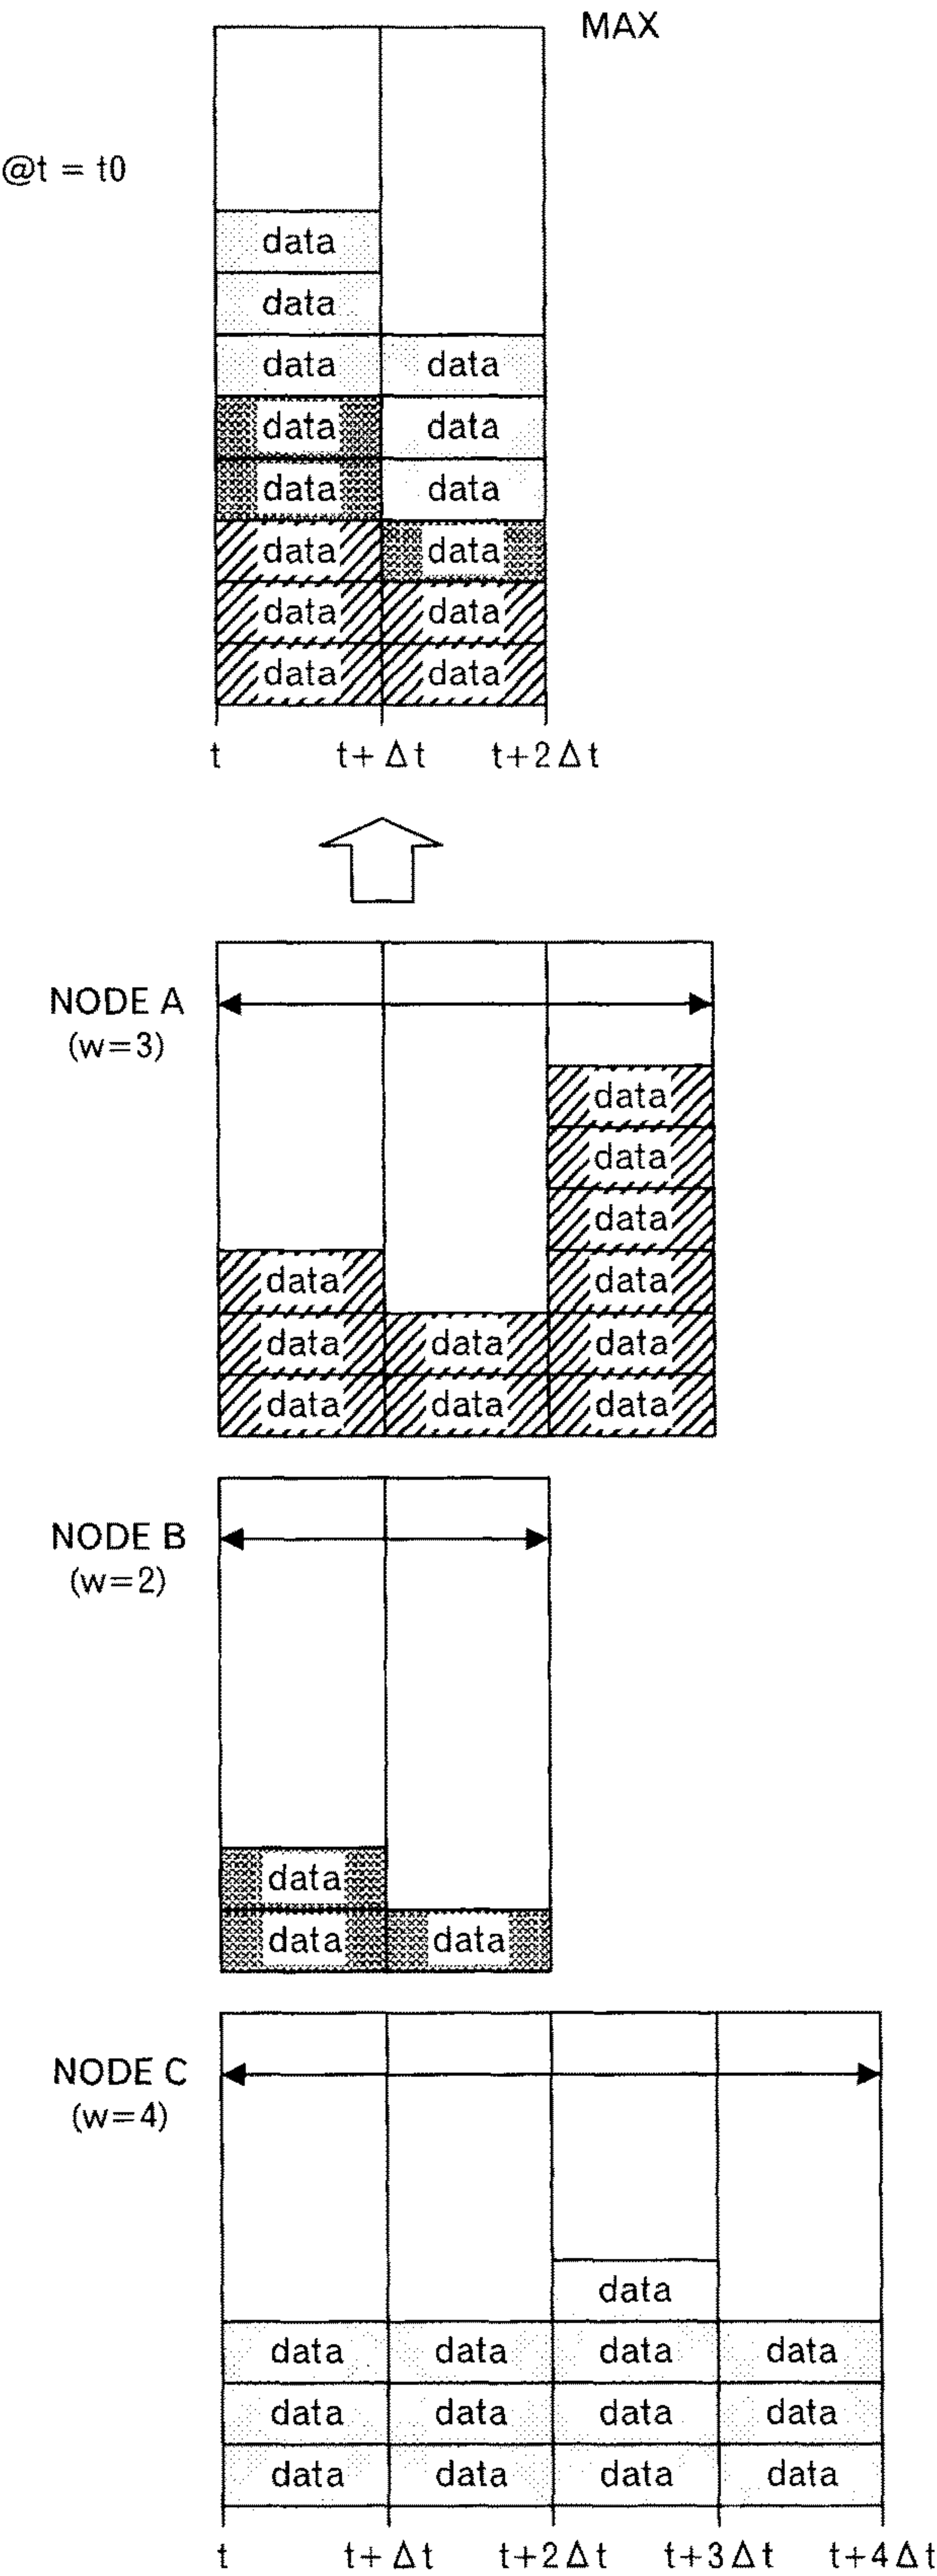 MAX
@t = t0
data
data
data data
data data
data data
data data
data data
data data
t t+Δt t+2Δt
NODE A
(w=3)
data
data
data
data data
data data data
data data data
NODE B
(w=2)
data
data data
NODE C
(w=4)
data
data data data data
data data data data
data data data data
t t+Δt t+2Δt t+3Δt t+4Δt